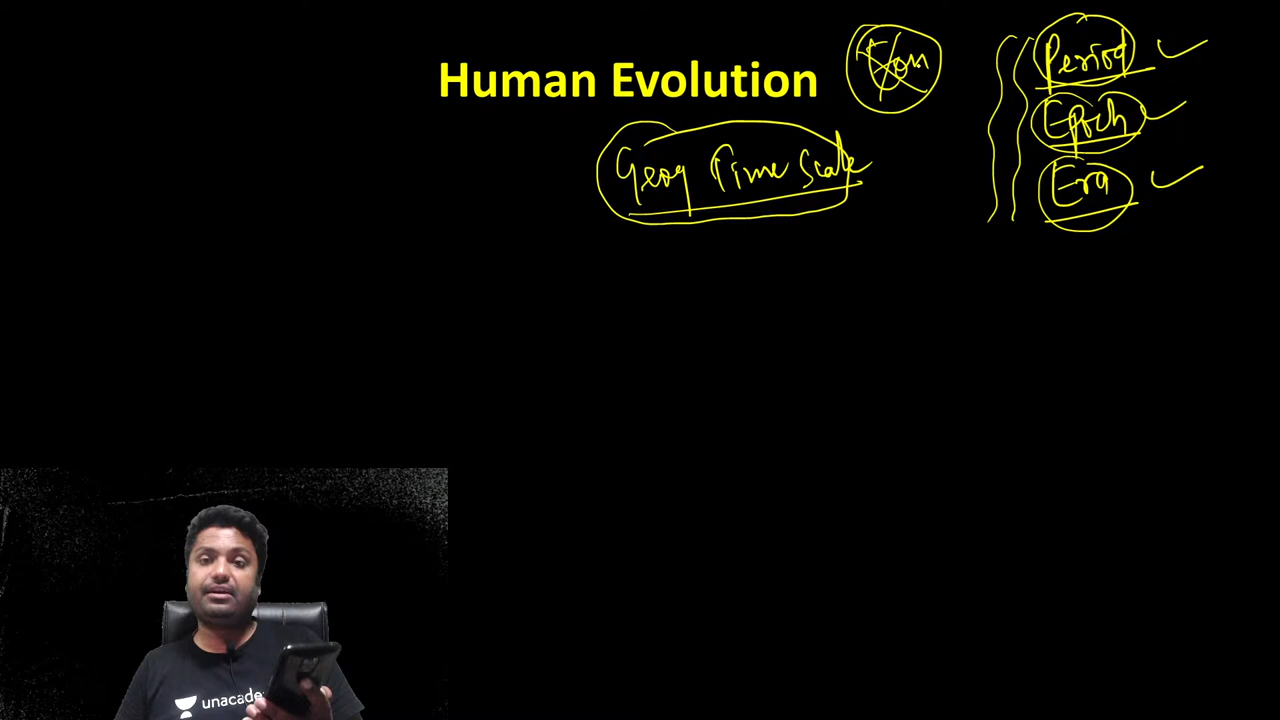 Human Evolution
Eon
Geog Time Scale
Period
Epoch
Era
unacade